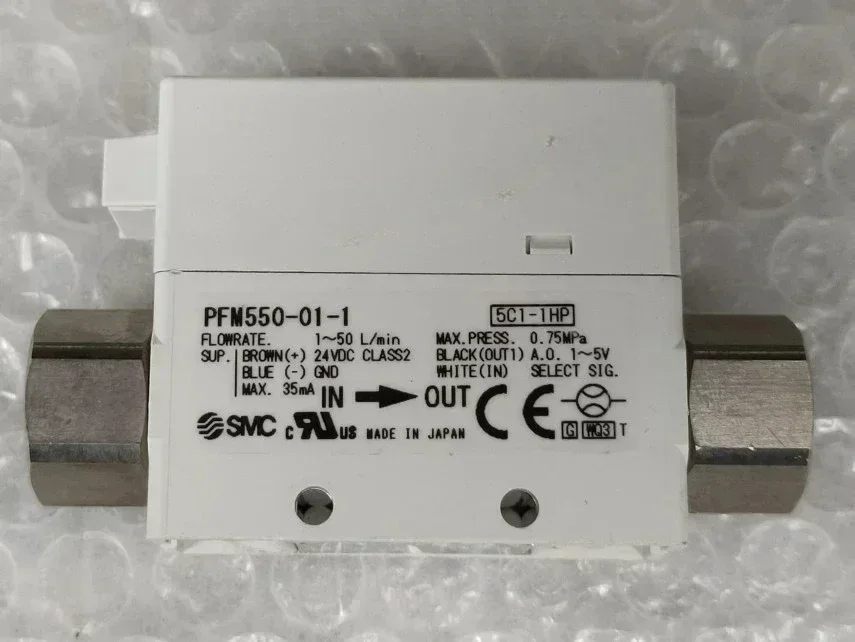 PFM550-01-1 5C1-1HP
FLOWRATE. 1~50 L/min MAX.PRESS. 0.75MPa
SUP. BROWN(+) 24VDC CLASS2 BLACK(OUT1) A.O. 1~5V
BLUE (-) GND WHITE(IN) SELECT SIG.
MAX. 35mA IN → OUT CE
SMC c RU US MADE IN JAPAN G WQ3 T